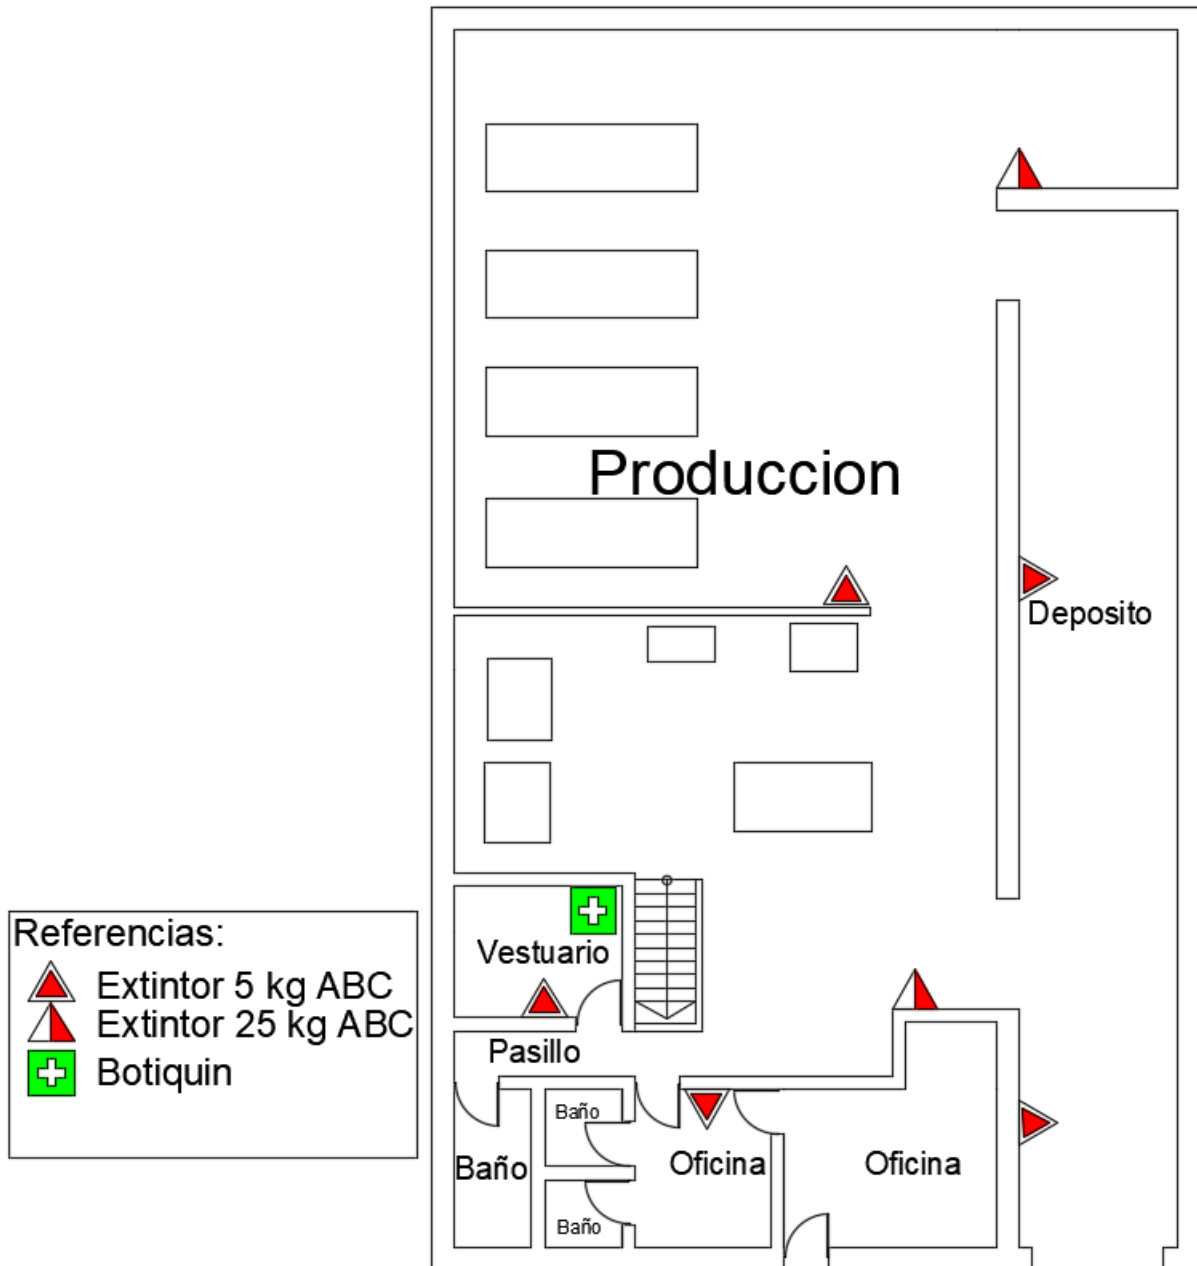 Produccion
Deposito
Vestuario
Pasillo
Baño
Baño
Baño
Oficina
Oficina
Referencias:
Extintor 5 kg ABC
Extintor 25 kg ABC
Botiquin